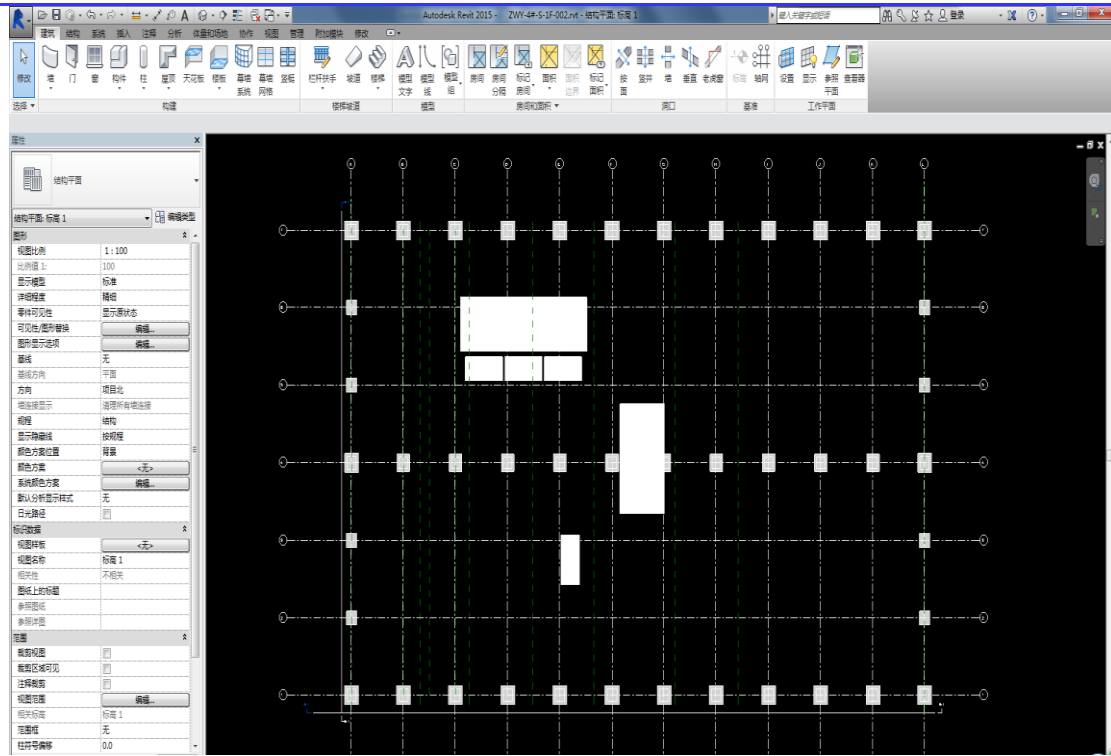 Autodesk Revit 2015 - ZWY-4#-S-1F-002.rvt - 结构平面: 标高 1
键入关键字或短语
登录
建筑 结构 系统 插入 注释 分析 体量和场地 协作 视图 管理 附加模块 修改
修改 墙 门 窗 构件 柱 屋顶 天花板 楼板 幕墙 系统 幕墙 网格 竖梃 栏杆扶手 坡道 楼梯 模型 文字 模型 线 模型 组 房间 房间 分隔 标记 房间 面积 面积 边界 标记 面积 按 面 竖井 墙 垂直 老虎窗 标高 轴网 设置 显示 参照 平面 查看器
选择 构建 楼梯坡道 模型 房间和面积 洞口 基准 工作平面
属性
结构平面
结构平面: 标高 1 编辑类型
图形
视图比例 1 : 100
比例值 1: 100
显示模型 标准
详细程度 精细
零件可见性 显示原状态
可见性/图形替换 编辑...
图形显示选项 编辑...
基线 无
基线方向 平面
方向 项目北
墙连接显示 清理所有墙连接
规程 结构
显示隐藏线 按规程
颜色方案位置 背景
颜色方案 <无>
系统颜色方案 编辑...
默认分析显示样式 无
日光路径
标识数据
视图样板 <无>
视图名称 标高 1
相关性 不相关
图纸上的标题
参照图纸
参照详图
范围
裁剪视图
裁剪区域可见
注释裁剪
视图范围 编辑...
相关标高 标高 1
范围框 无
柱符号偏移 0.0